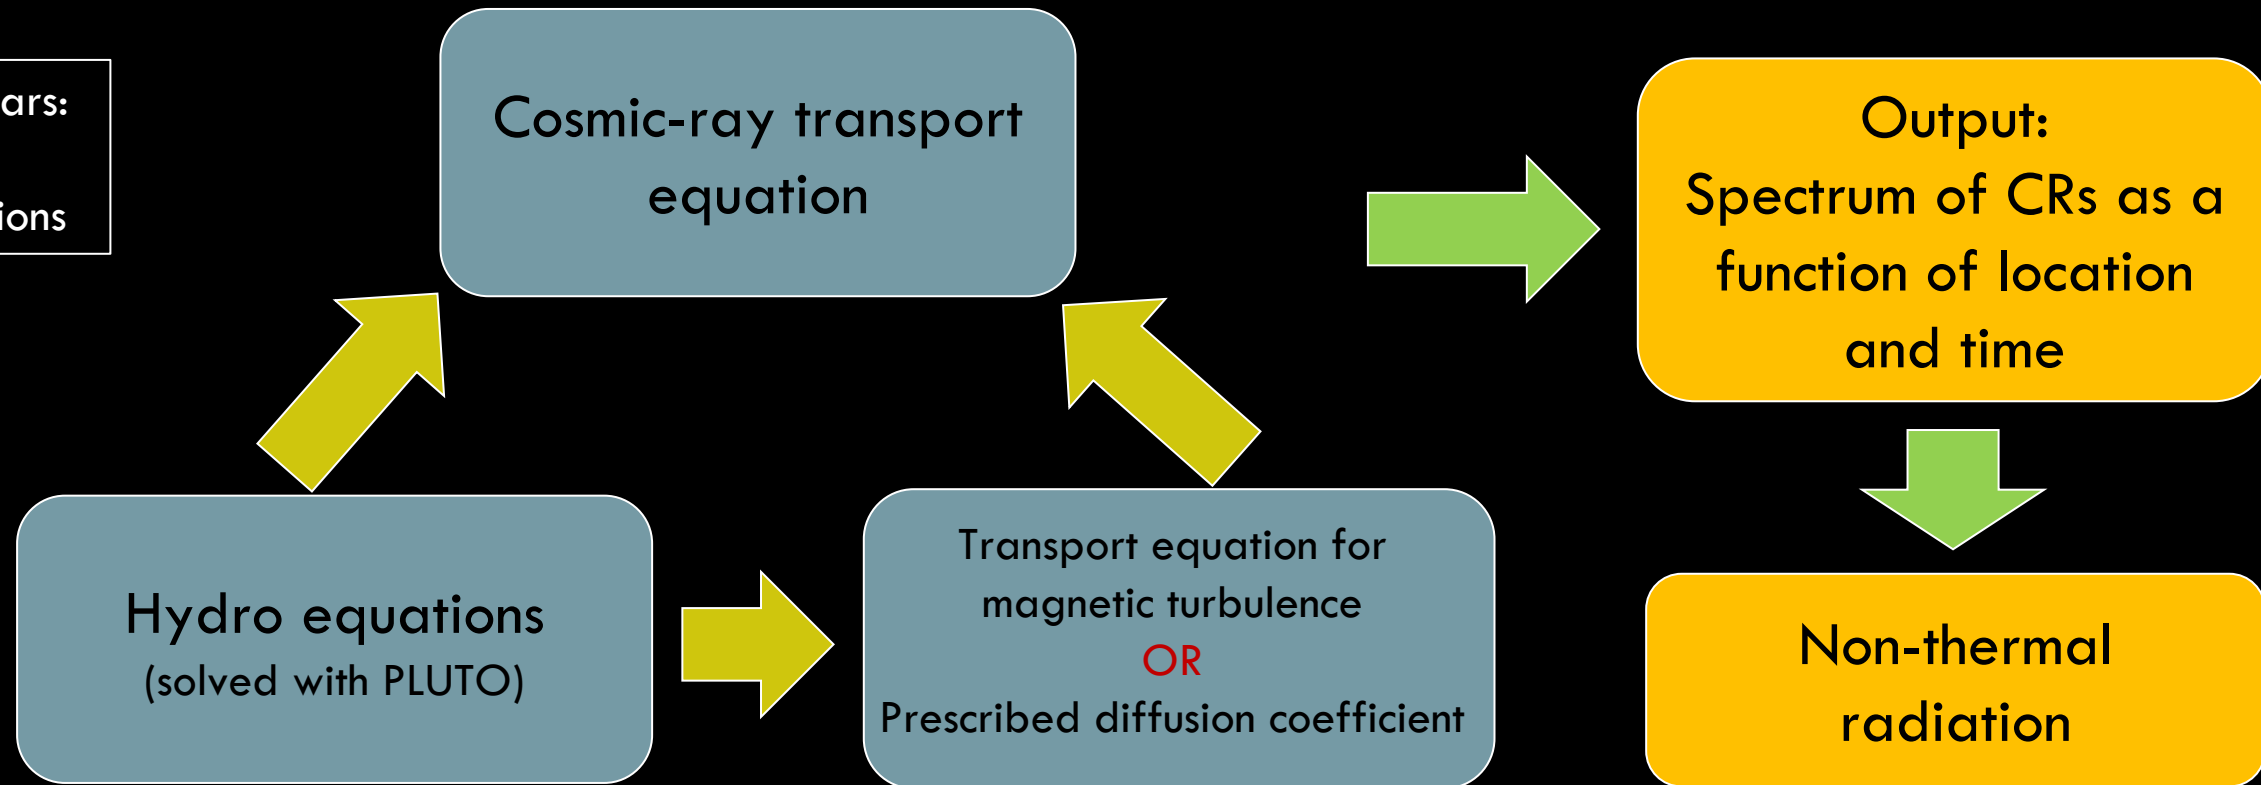 ars:
ions
Cosmic-ray transport
equation
Output:
Spectrum of CRs as a
function of location
and time
Hydro equations
(solved with PLUTO)
Transport equation for
magnetic turbulence
OR
Prescribed diffusion coefficient
Non-thermal
radiation